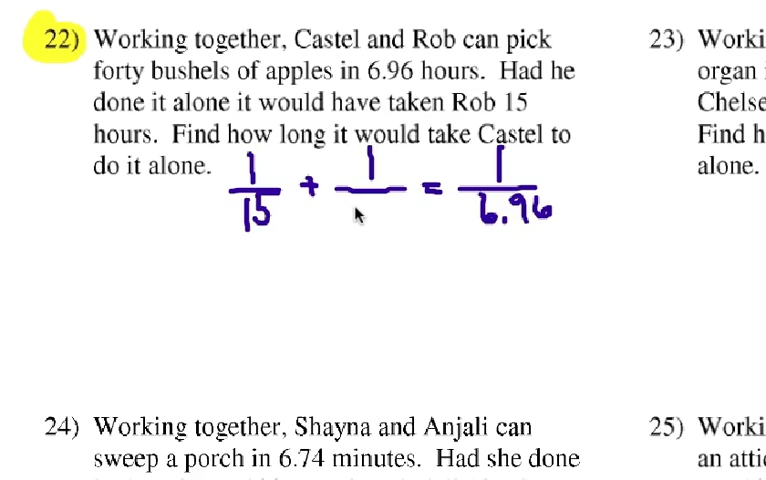 22) Working together, Castel and Rob can pick
forty bushels of apples in 6.96 hours. Had he
done it alone it would have taken Rob 15
hours. Find how long it would take Castel to
do it alone.
1/15 + 1/ = 1/6.96
23) Worki
organ
Chelse
Find h
alone.
24) Working together, Shayna and Anjali can
sweep a porch in 6.74 minutes. Had she done
25) Worki
an atti